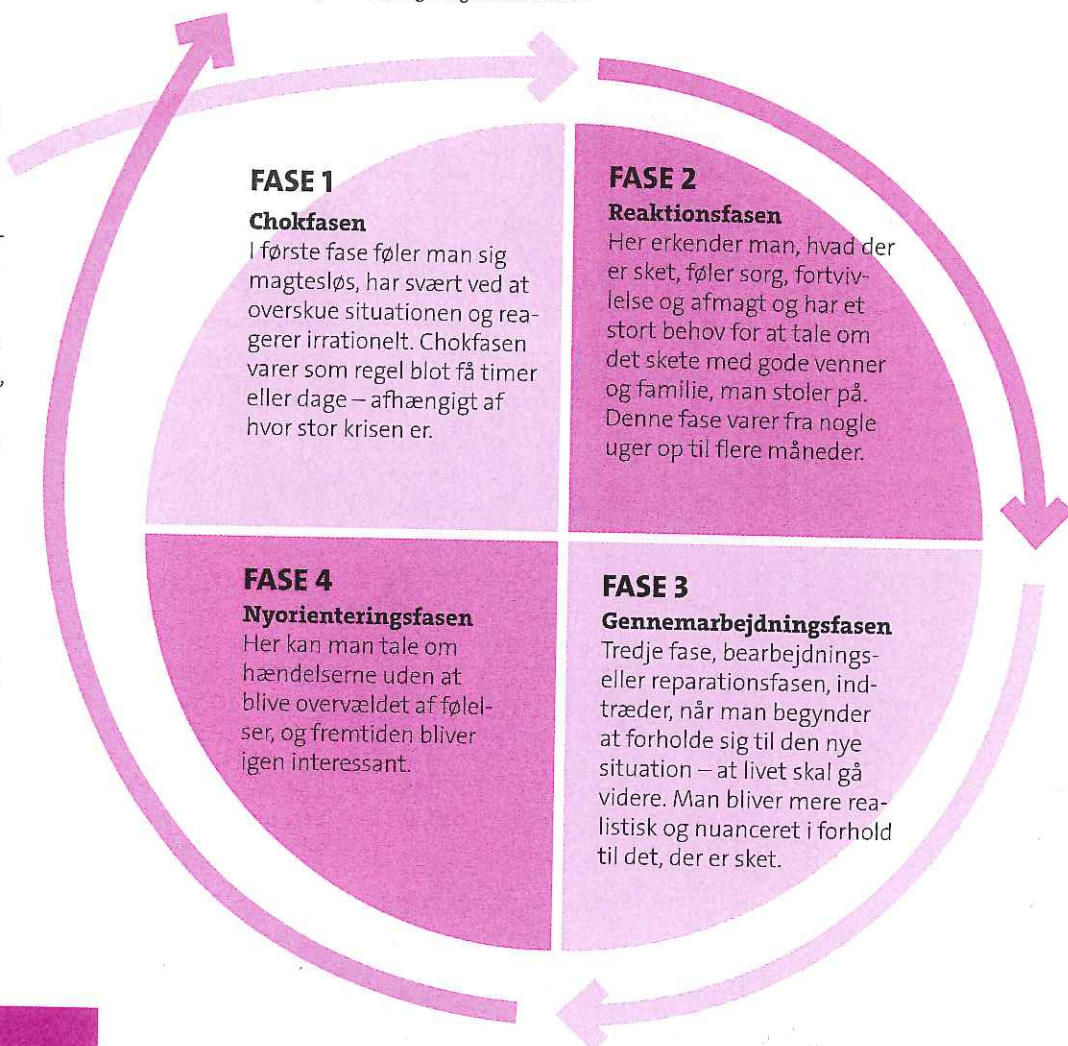 FASE 1
Chokfasen
I første fase føler man sig
magtesløs, har svært ved at
overskue situationen og rea-
gerer irrationelt. Chokfasen
varer som regel blot få timer
eller dage – afhængigt af
hvor stor krisen er.
FASE 2
Reaktionsfasen
Her erkender man, hvad der
er sket, føler sorg, fortviv-
lelse og afmagt og har et
stort behov for at tale om
det skete med gode venner
og familie, man stoler på.
Denne fase varer fra nogle
uger op til flere måneder.
FASE 3
Gennemarbejdningsfasen
Tredje fase, bearbejdnings-
eller reparationsfasen, ind-
træder, når man begynder
at forholde sig til den nye
situation – at livet skal gå
videre. Man bliver mere rea-
listisk og nuanceret i forhold
til det, der er sket.
FASE 4
Nyorienteringsfasen
Her kan man tale om
hændelserne uden at
blive overvældet af følel-
ser, og fremtiden bliver
igen interessant.